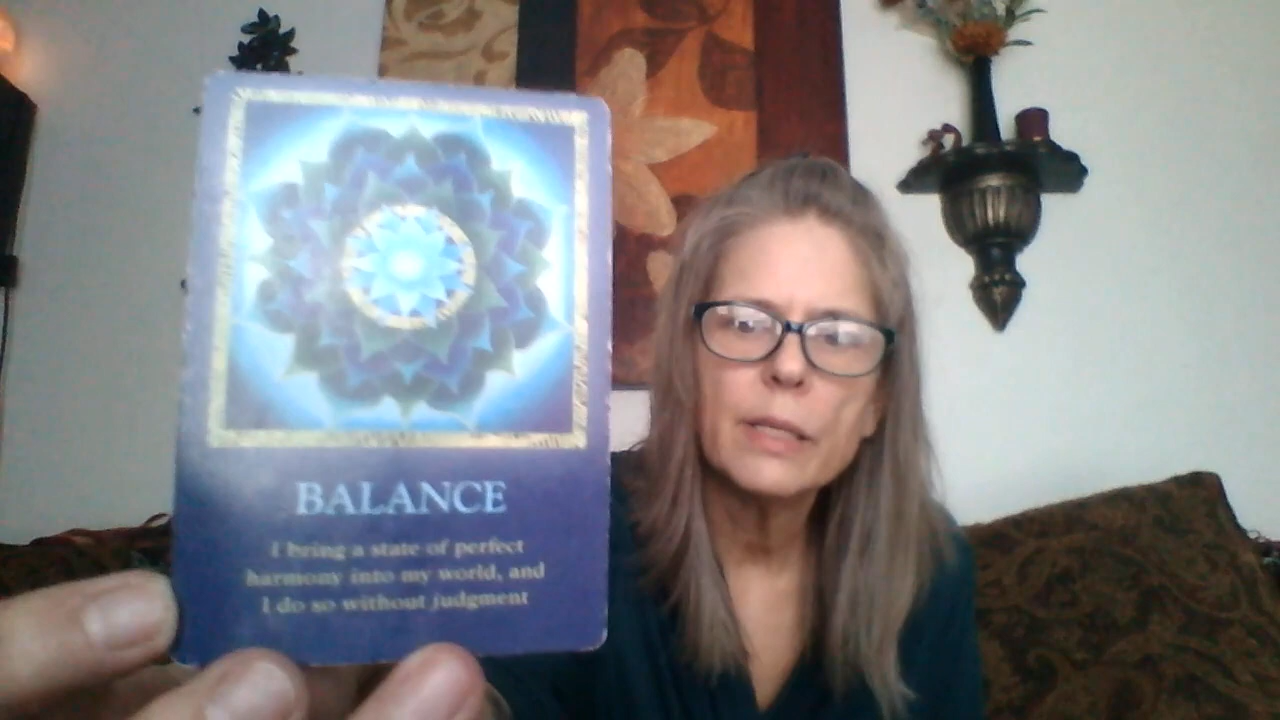 BALANCE
I bring a state of perfect
harmony into my world, and
I do so without judgment